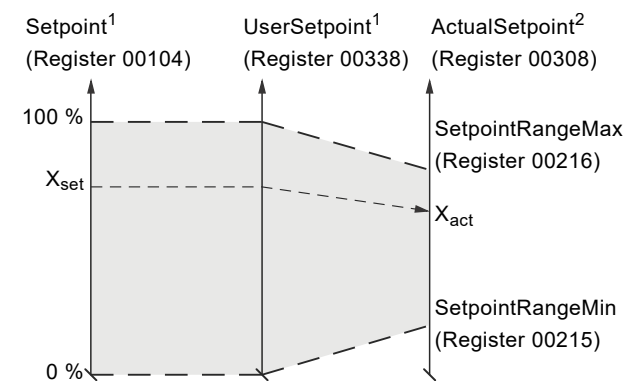 Setpoint¹ UserSetpoint¹ ActualSetpoint²
(Register 00104) (Register 00338) (Register 00308)
100 %
SetpointRangeMax
(Register 00216)
Xset
Xact
SetpointRangeMin
(Register 00215)
0 %